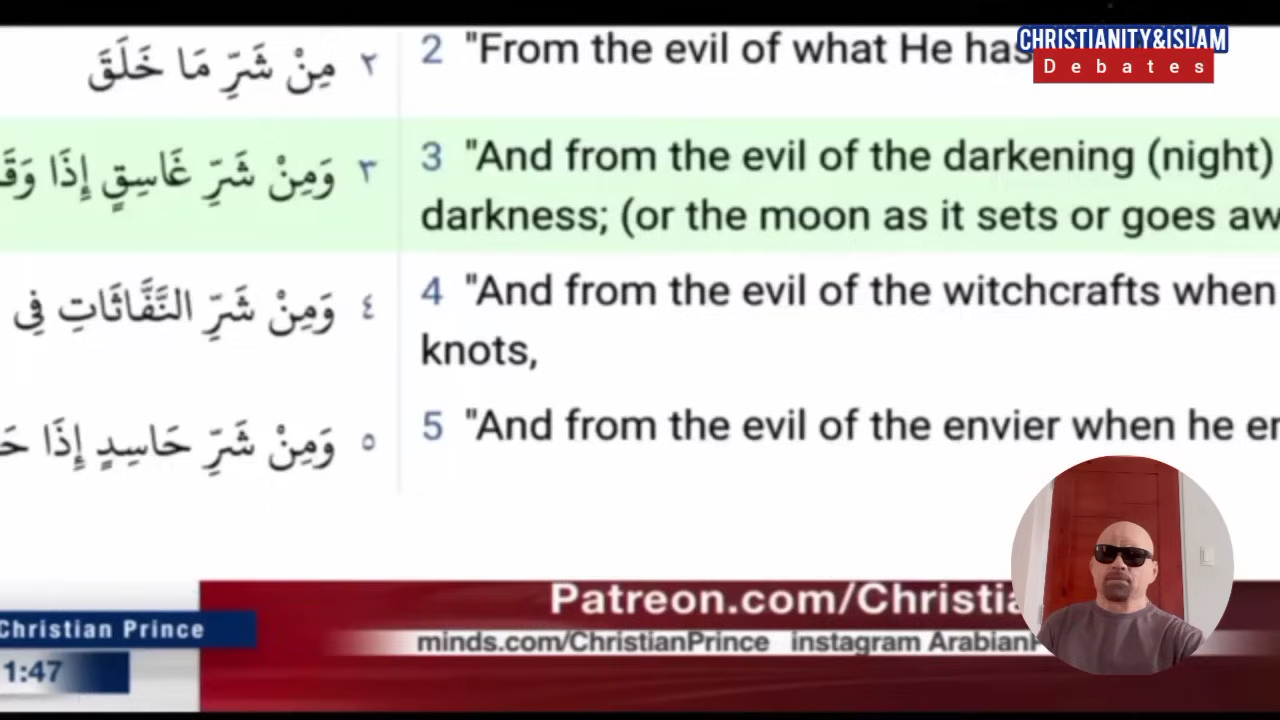 CHRISTIANITY&ISLAM
Debates
مِنْ شَرِّ مَا خَلَقَ ٢
2 "From the evil of what He has
وَمِنْ شَرِّ غَاسِقٍ إِذَا ٣
3 "And from the evil of the darkening (night)
darkness; (or the moon as it sets or goes
وَمِنْ شَرِّ النَّفَّاثَاتِ فِي ٤
4 "And from the evil of the witchcrafts when
knots,
وَمِنْ شَرِّ حَاسِدٍ إِذَا ٥
5 "And from the evil of the envier when he
Patreon.com/Christia
Christian Prince
minds.com/ChristianPrince instagram Arabian
1:47